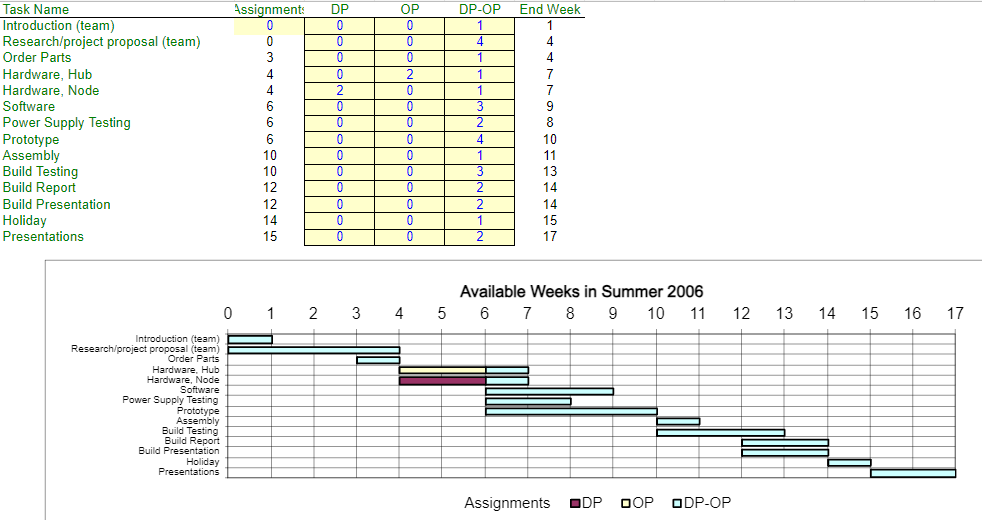 Task Name Assignments DP OP DP-OP End Week
Introduction (team) 0 0 0 1 1
Research/project proposal (team) 0 0 0 4 4
Order Parts 3 0 0 1 4
Hardware, Hub 4 0 2 1 7
Hardware, Node 4 2 0 1 7
Software 6 0 0 3 9
Power Supply Testing 6 0 0 2 8
Prototype 6 0 0 4 10
Assembly 10 0 0 1 11
Build Testing 10 0 0 3 13
Build Report 12 0 0 2 14
Build Presentation 12 0 0 2 14
Holiday 14 0 0 1 15
Presentations 15 0 0 2 17
Available Weeks in Summer 2006
0 1 2 3 4 5 6 7 8 9 10 11 12 13 14 15 16 17
Introduction (team)
Research/project proposal (team)
Order Parts
Hardware, Hub
Hardware, Node
Software
Power Supply Testing
Prototype
Assembly
Build Testing
Build Report
Build Presentation
Holiday
Presentations
Assignments DP OP DP-OP